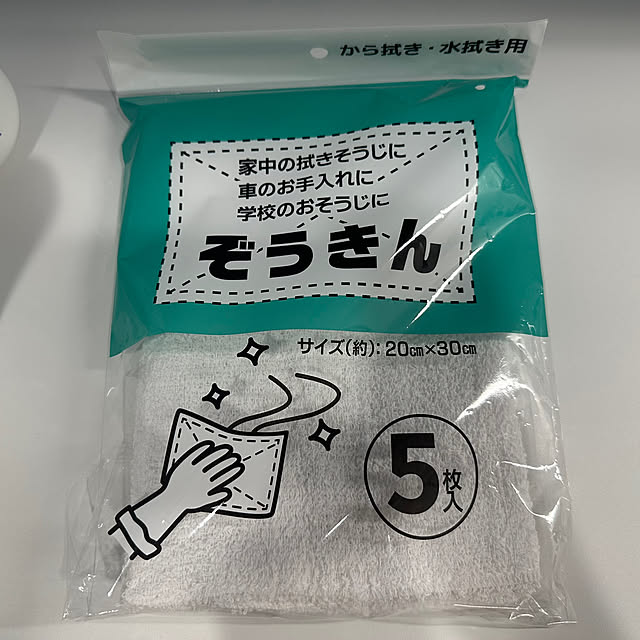 から拭き・水拭き用
家中の拭きそうじに
車のお手入れに
学校のおそうじに
ぞうきん
サイズ(約):20㎝×30㎝
5枚入